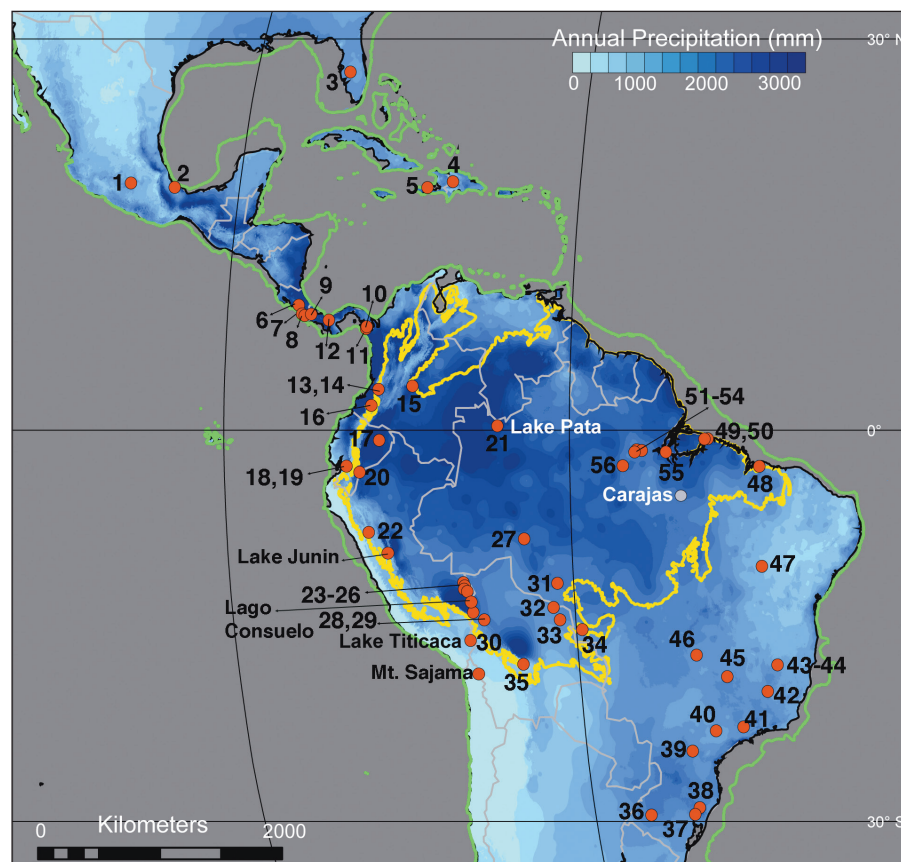 30° N
Annual Precipitation (mm)
0 1000 2000 3000
3
4
1 2 5
9 10
6
7
8 12 11
13,14
15
16
51-54
17 21 Lake Pata
49,50 0°
18,19 20
56 55 48
Carajas
22 27
47
Lake Junin
23-26 31
Lago
Consuelo
28,29 32
33
34
Lake Titicaca 30
46 45 43-44
Mt. Sajama 35
42
40 41
39
38
36 37
30° S
0 Kilometers 2000